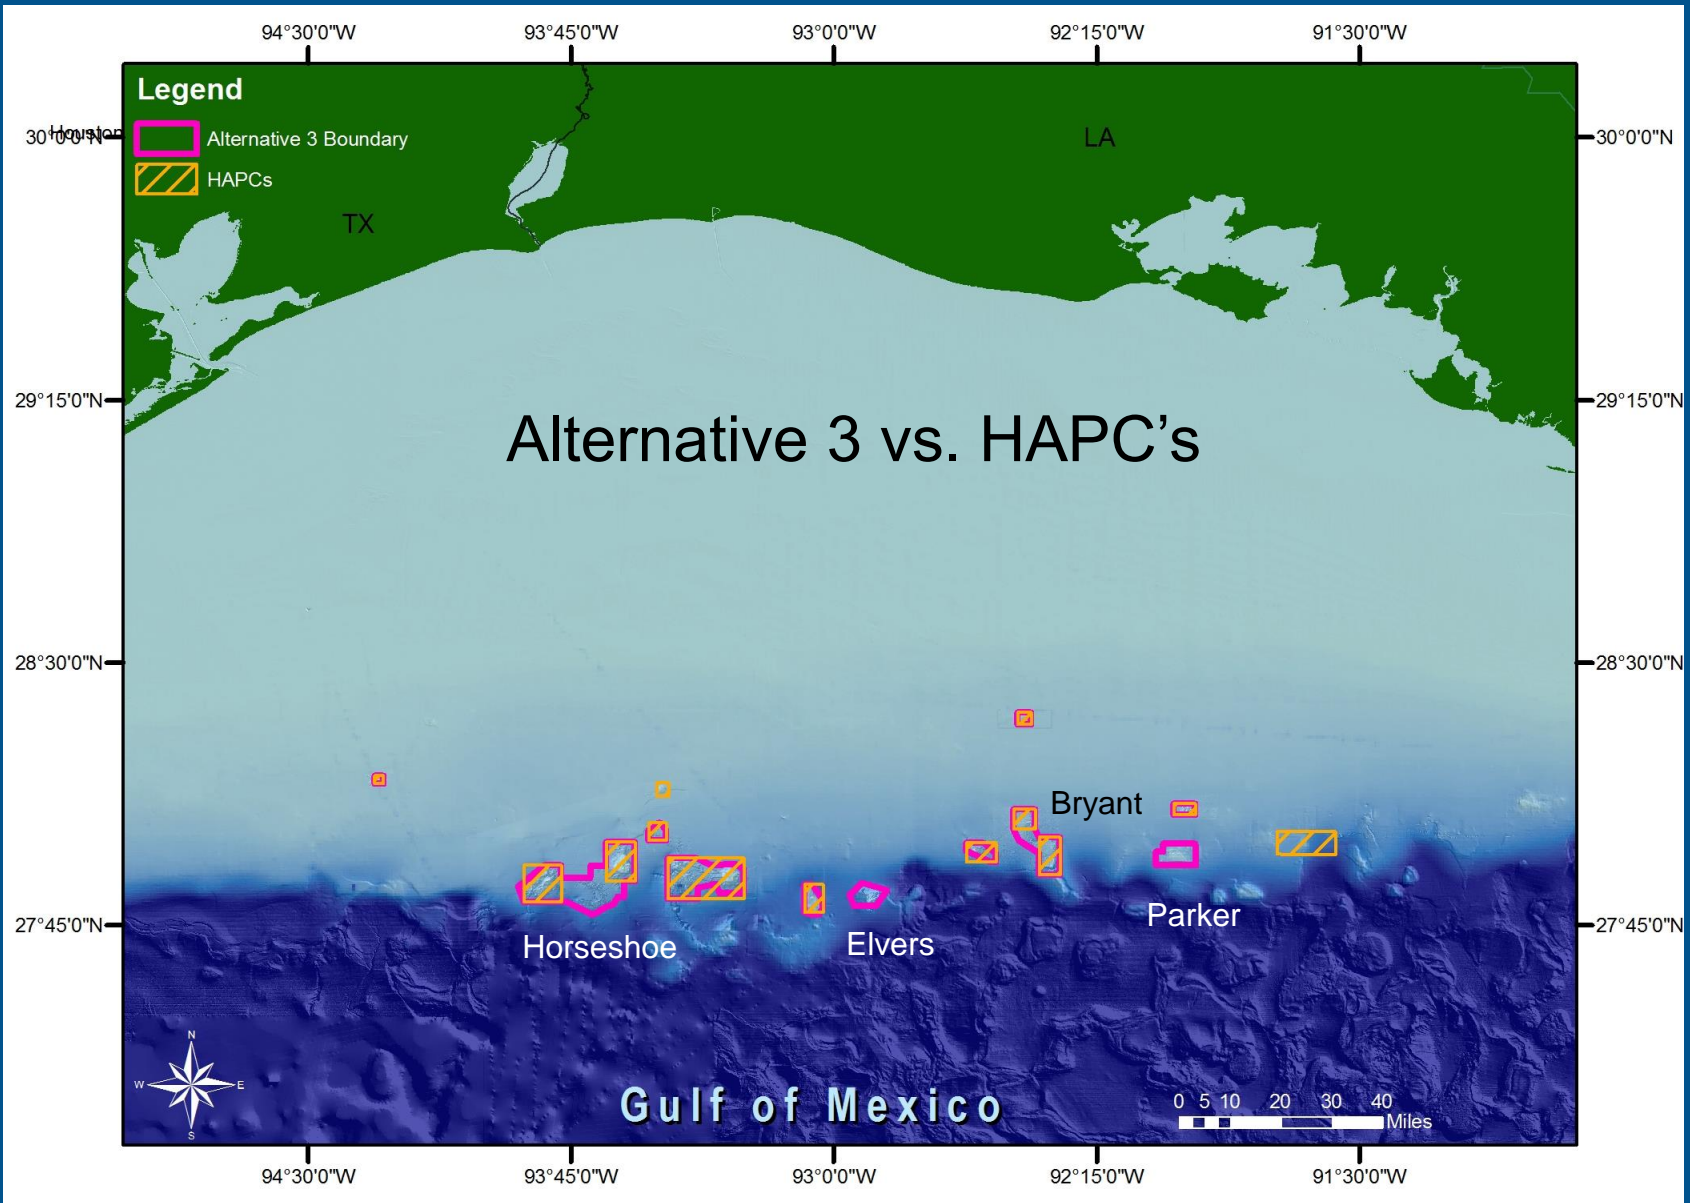 94°30'0"W 93°45'0"W 93°0'0"W 92°15'0"W 91°30'0"W
Legend
Alternative 3 Boundary
HAPCs
30°0'0"N Houston LA 30°0'0"N
TX
29°15'0"N 29°15'0"N
Alternative 3 vs. HAPC’s
28°30'0"N 28°30'0"N
Bryant
Parker
27°45'0"N 27°45'0"N
Horseshoe Elvers
N
W E
S
Gulf of Mexico
0 5 10 20 30 40
Miles
94°30'0"W 93°45'0"W 93°0'0"W 92°15'0"W 91°30'0"W